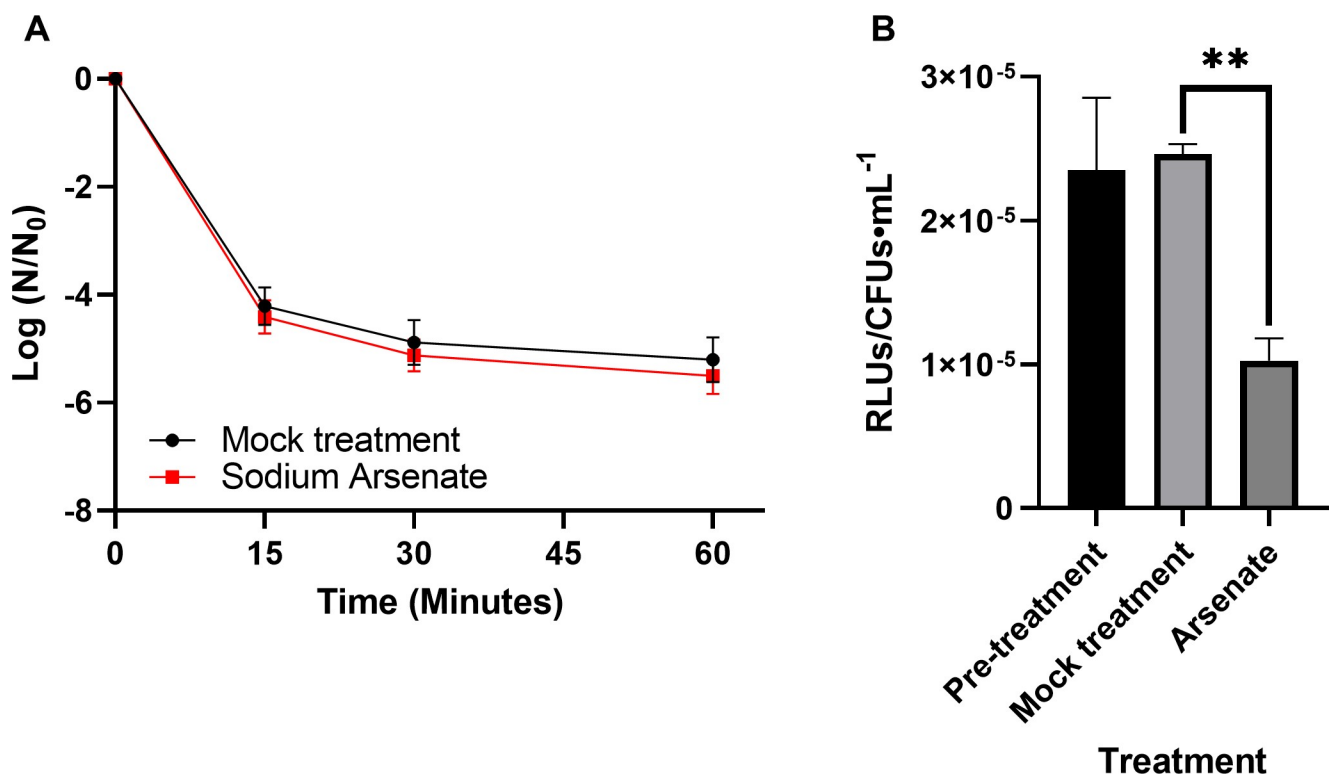 A
Log (N/N₀)
0
-2
-4
-6
-8
Mock treatment
Sodium Arsenate
0 15 30 45 60
Time (Minutes)
B
RLUs/CFUs•mL⁻¹
3×10⁻⁵
2×10⁻⁵
1×10⁻⁵
0
**
Pre-treatment
Mock treatment
Arsenate
Treatment